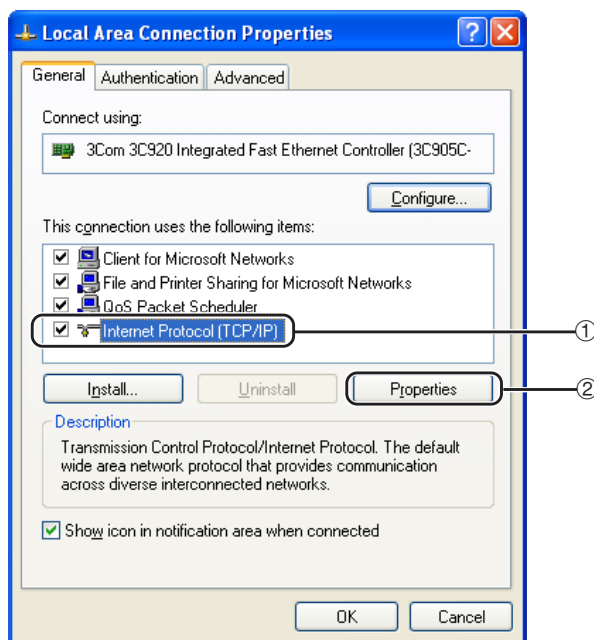 Local Area Connection Properties
General Authentication Advanced
Connect using:
3Com 3C920 Integrated Fast Ethernet Controller (3C905C-
Configure...
This connection uses the following items:
Client for Microsoft Networks
File and Printer Sharing for Microsoft Networks
QoS Packet Scheduler
Internet Protocol (TCP/IP)
①
Install... Uninstall Properties
②
Description
Transmission Control Protocol/Internet Protocol. The default
wide area network protocol that provides communication
across diverse interconnected networks.
Show icon in notification area when connected
OK Cancel